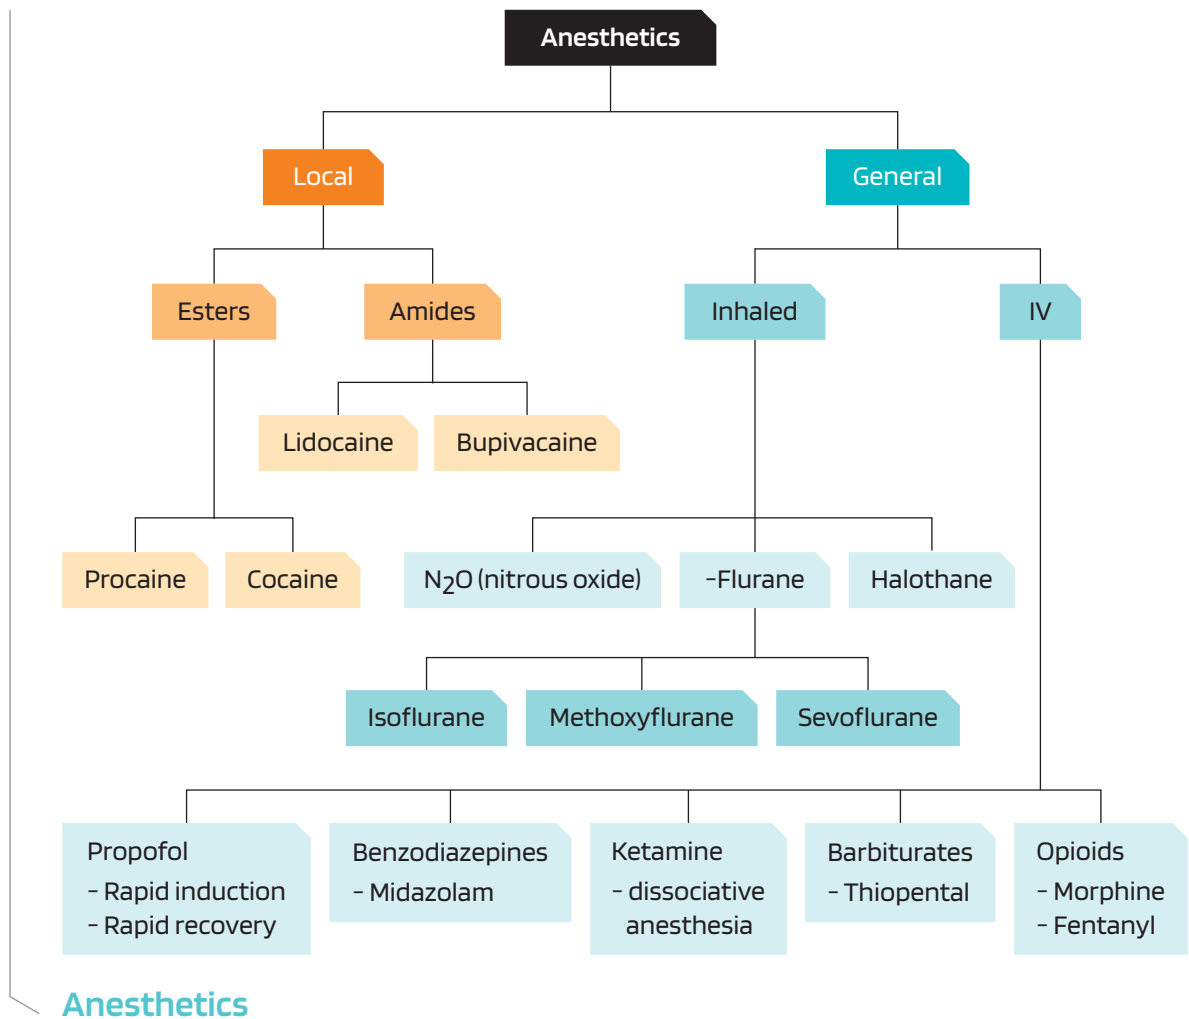 Anesthetics
Local
General
Esters
Amides
Inhaled
IV
Lidocaine
Bupivacaine
Procaine
Cocaine
N2O (nitrous oxide)
-Flurane
Halothane
Isoflurane
Methoxyflurane
Sevoflurane
Propofol
- Rapid induction
- Rapid recovery
Benzodiazepines
- Midazolam
Ketamine
- dissociative
anesthesia
Barbiturates
- Thiopental
Opioids
- Morphine
- Fentanyl
Anesthetics